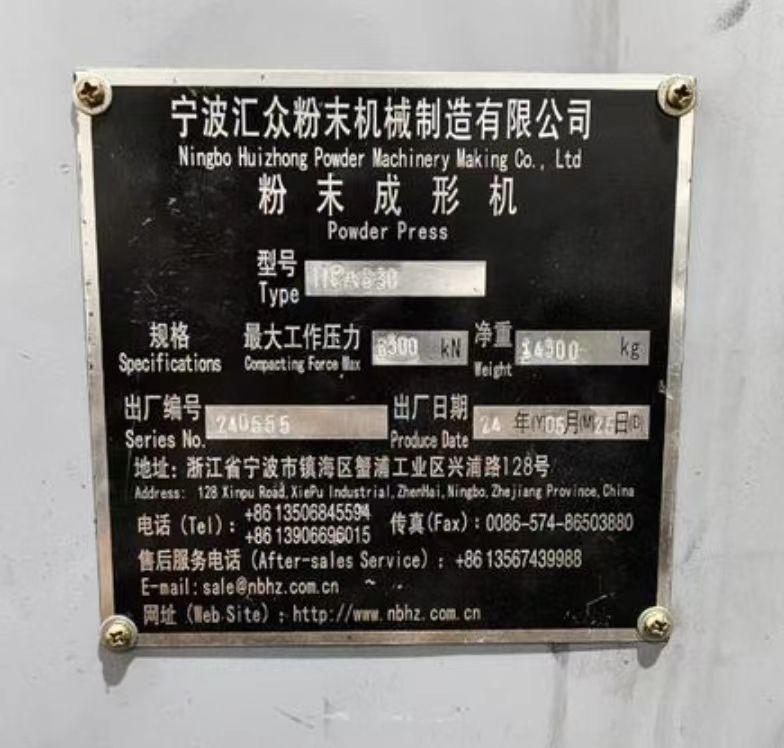 宁波汇众粉末机械制造有限公司
Ningbo Huizhong Powder Machinery Making Co., Ltd
粉末成形机
Powder Press
型号
Type
规格 最大工作压力 kN 净重 kg
Specifications Compacting Force Max Weight
出厂编号 240555 出厂日期 24 年(Y)05月(M)日(D)
Series No. Produce Date
地址: 浙江省宁波市镇海区蟹浦工业区兴浦路128号
Address: 128 Xinpu Road, XiePu Industrial, ZhenHai, Ningbo, Zhejiang Province, China
电话 (Tel): +86 13506845594 传真(Fax): 0086-574-86503880
+86 13906696015
售后服务电话 (After-sales Service): +86 13567439988
E-mail: sale@nbhz.com.cn
网址 (Web Site): http://www.nbhz.com.cn